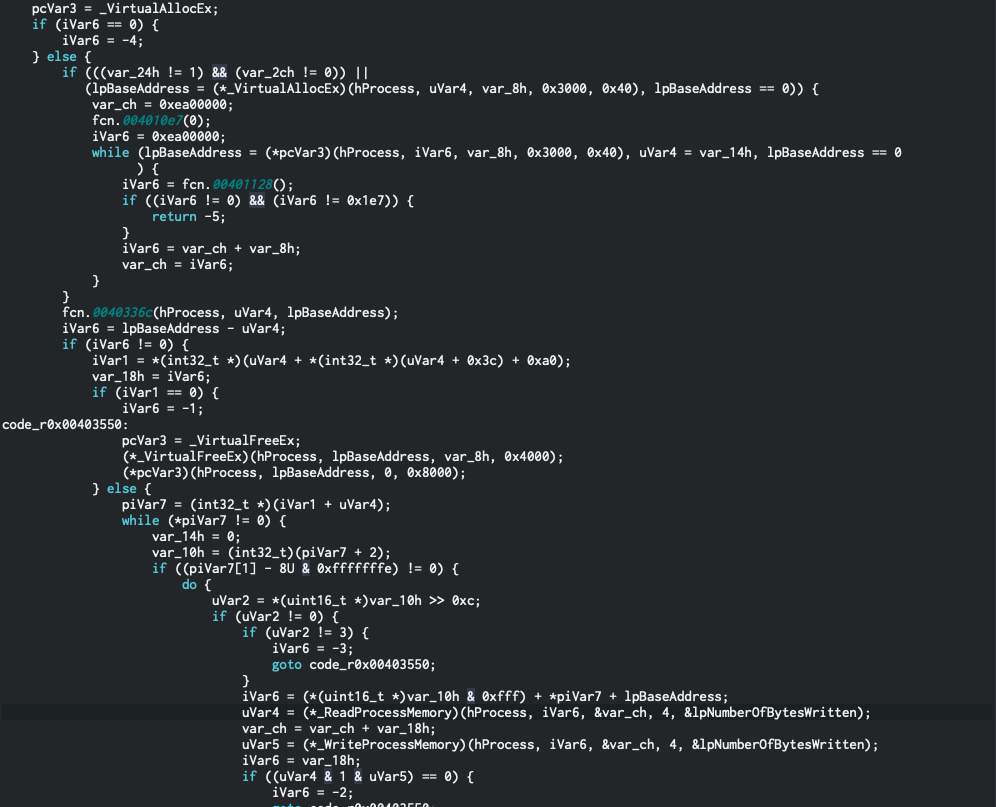 pcVar3 = _VirtualAllocEx;
if (iVar6 == 0) {
iVar6 = -4;
} else {
if (((var_24h != 1) && (var_2ch != 0)) ||
(lpBaseAddress = (*_VirtualAllocEx)(hProcess, uVar4, var_8h, 0x3000, 0x40), lpBaseAddress == 0)) {
var_ch = 0xea00000;
fcn.004010e7(0);
iVar6 = 0xea00000;
while (lpBaseAddress = (*pcVar3)(hProcess, iVar6, var_8h, 0x3000, 0x40), uVar4 = var_14h, lpBaseAddress == 0
) {
iVar6 = fcn.00401128();
if ((iVar6 != 0) && (iVar6 != 0x1e7)) {
return -5;
}
iVar6 = var_ch + var_8h;
var_ch = iVar6;
}
}
fcn.0040336c(hProcess, uVar4, lpBaseAddress);
iVar6 = lpBaseAddress - uVar4;
if (iVar6 != 0) {
iVar1 = *(int32_t *)(uVar4 + *(int32_t *)(uVar4 + 0x3c) + 0xa0);
var_18h = iVar6;
if (iVar1 == 0) {
iVar6 = -1;
code_r0x00403550:
pcVar3 = _VirtualFreeEx;
(*_VirtualFreeEx)(hProcess, lpBaseAddress, var_8h, 0x4000);
(*pcVar3)(hProcess, lpBaseAddress, 0, 0x8000);
} else {
piVar7 = (int32_t *)(iVar1 + uVar4);
while (*piVar7 != 0) {
var_14h = 0;
var_10h = (int32_t)(piVar7 + 2);
if ((piVar7[1] - 8U & 0xfffffffe) != 0) {
do {
uVar2 = *(uint16_t *)var_10h >> 0xc;
if (uVar2 != 0) {
if (uVar2 != 3) {
iVar6 = -3;
goto code_r0x00403550;
}
iVar6 = (*(uint16_t *)var_10h & 0xfff) + *piVar7 + lpBaseAddress;
uVar4 = (*_ReadProcessMemory)(hProcess, iVar6, &var_ch, 4, &lpNumberOfBytesWritten);
var_ch = var_ch + var_18h;
uVar5 = (*_WriteProcessMemory)(hProcess, iVar6, &var_ch, 4, &lpNumberOfBytesWritten);
iVar6 = var_18h;
if ((uVar4 & 1 & uVar5) == 0) {
iVar6 = -2;
goto code_r0x00403550;